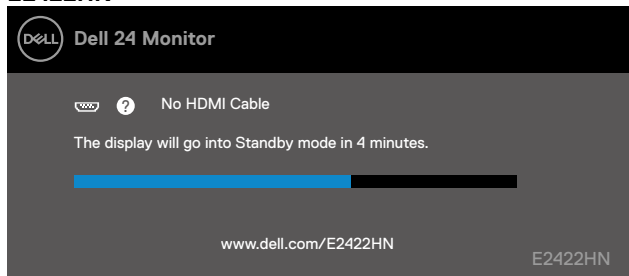 DELL Dell 24 Monitor
? No HDMI Cable
The display will go into Standby mode in 4 minutes.
www.dell.com/E2422HN
E2422HN